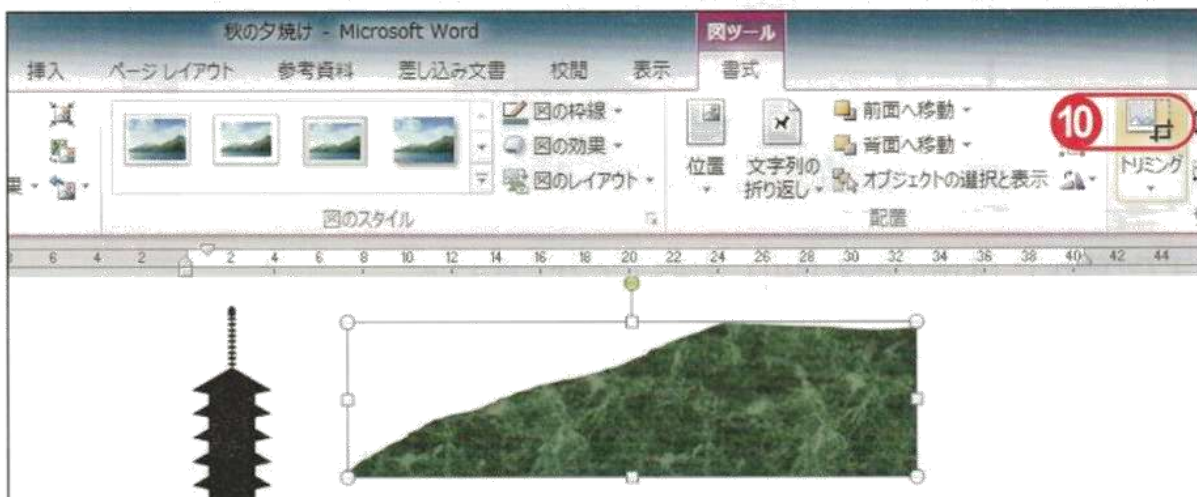 秋の夕焼け - Microsoft Word
図ツール
挿入 ページ レイアウト 参考資料 差し込み文書 校閲 表示 書式
図の枠線
図の効果
図のレイアウト
位置
文字列の
折り返し
前面へ移動
背面へ移動
オブジェクトの選択と表示
10
トリミング
図のスタイル
配置
6 4 2 2 4 6 8 10 12 14 16 18 20 22 24 26 28 30 32 34 36 38 40 42 44